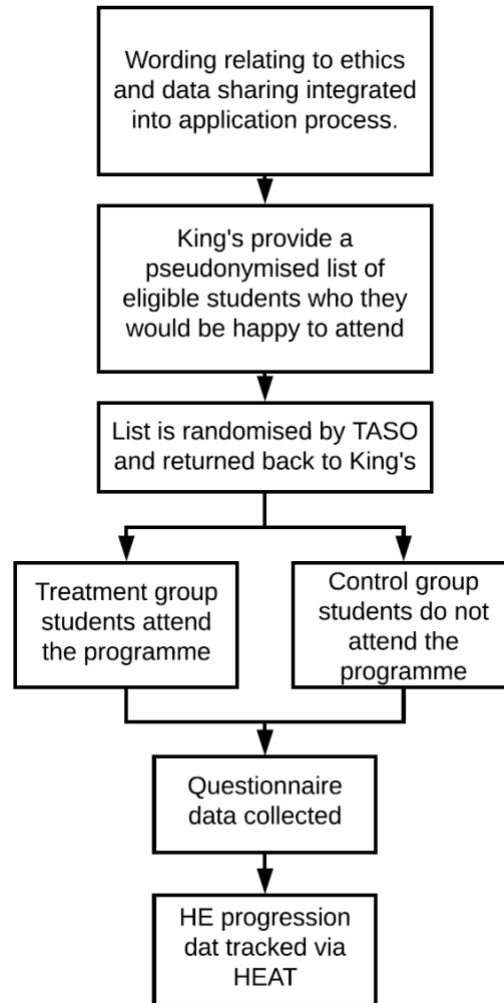 Wording relating to ethics
and data sharing integrated
into application process.
King's provide a
pseudonymised list of
eligible students who they
would be happy to attend
List is randomised by TASO
and returned back to King's
Treatment group
students attend
the programme
Control group
students do not
attend the
programme
Questionnaire
data collected
HE progression
dat tracked via
HEAT